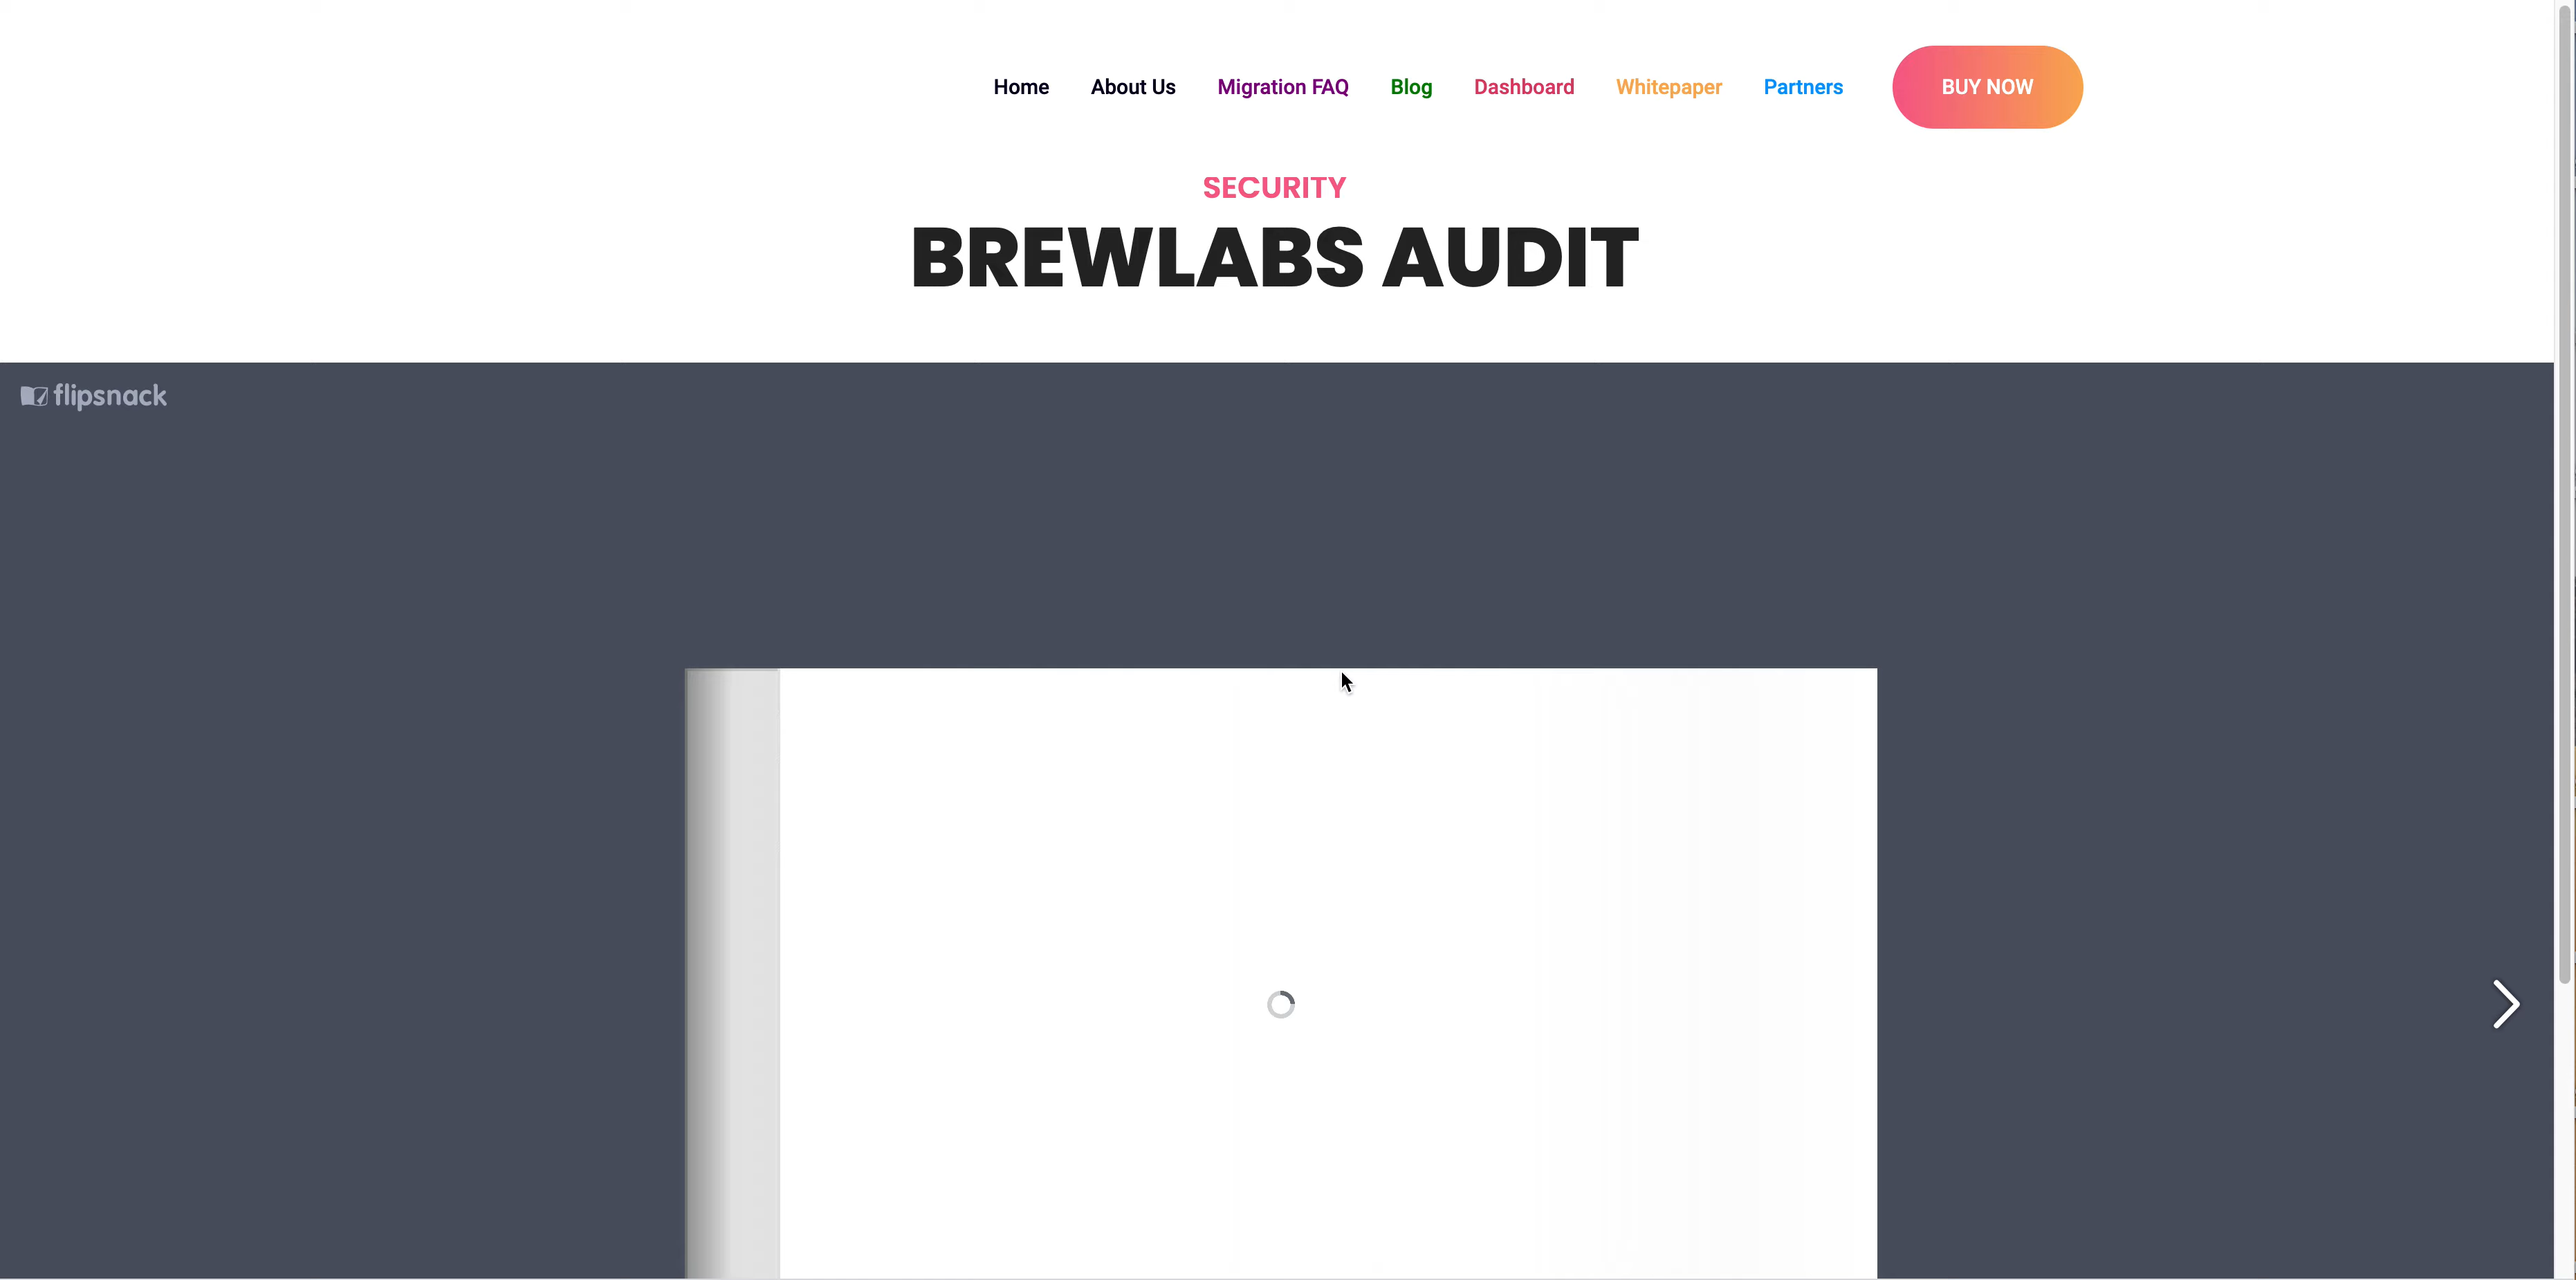 Home About Us Migration FAQ Blog Dashboard Whitepaper Partners BUY NOW
SECURITY
BREWLABS AUDIT
flipsnack